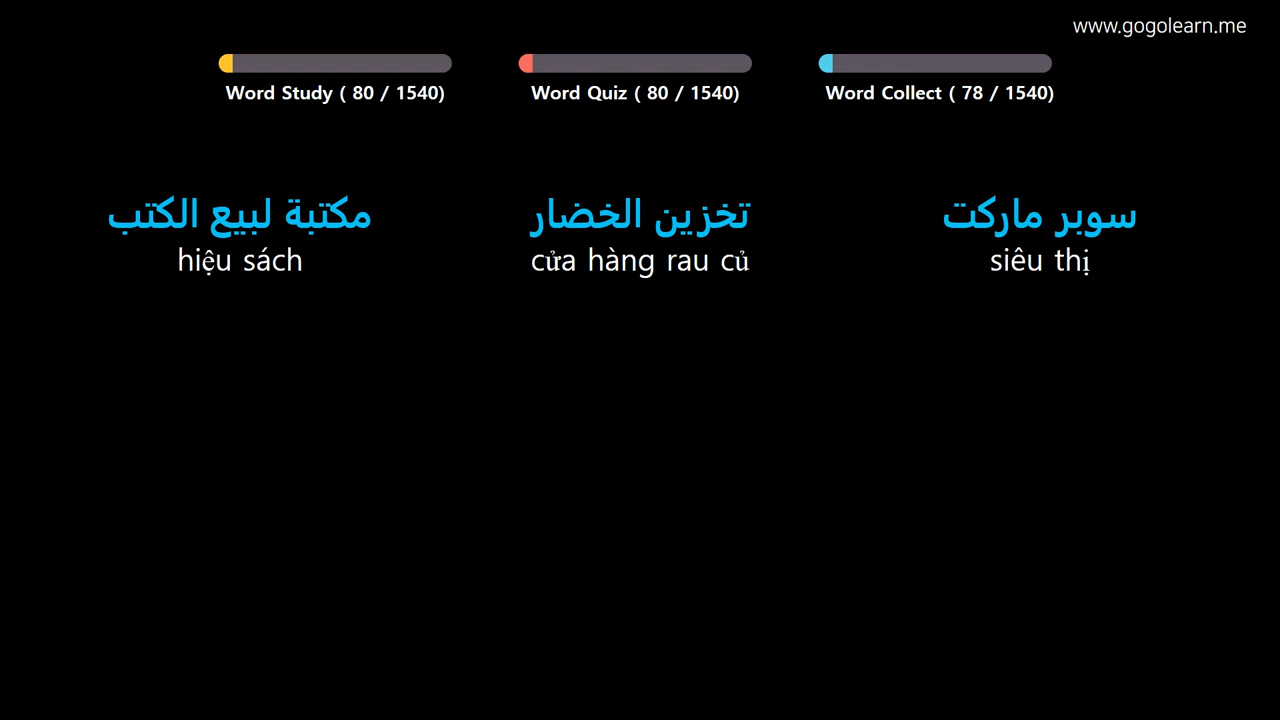 www.gogolearn.me
Word Study ( 80 / 1540)
Word Quiz ( 80 / 1540)
Word Collect ( 78 / 1540)
مكتبة لبيع الكتب
hiệu sách
تخزين الخضار
cửa hàng rau củ
سوبر ماركت
siêu thị